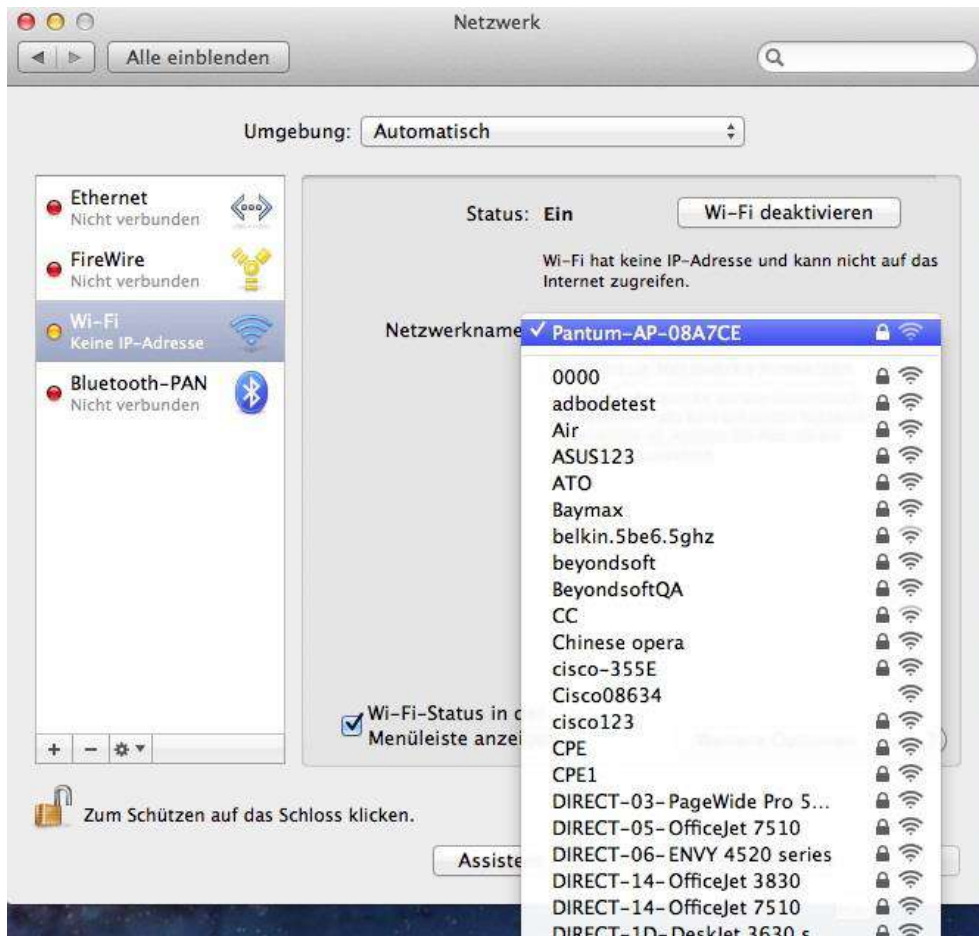 Netzwerk
Alle einblenden
Umgebung: Automatisch
Ethernet
Nicht verbunden
FireWire
Nicht verbunden
Wi-Fi
Keine IP-Adresse
Bluetooth-PAN
Nicht verbunden
Status: Ein
Wi-Fi deaktivieren
Wi-Fi hat keine IP-Adresse und kann nicht auf das
Internet zugreifen.
Netzwerkname
✓ Pantum-AP-08A7CE
0000
adbodetest
Air
ASUS123
ATO
Baymax
belkin.5be6.5ghz
beyondsoft
BeyondsoftQA
CC
Chinese opera
cisco-355E
Cisco08634
cisco123
CPE
CPE1
DIRECT-03-PageWide Pro 5...
DIRECT-05-OfficeJet 7510
DIRECT-06-ENVY 4520 series
DIRECT-14-OfficeJet 3830
DIRECT-14-OfficeJet 7510
DIRECT-1D-DeskJet 3630 s
Wi-Fi-Status in d
Menüleiste anzei
Zum Schützen auf das Schloss klicken.
Assiste